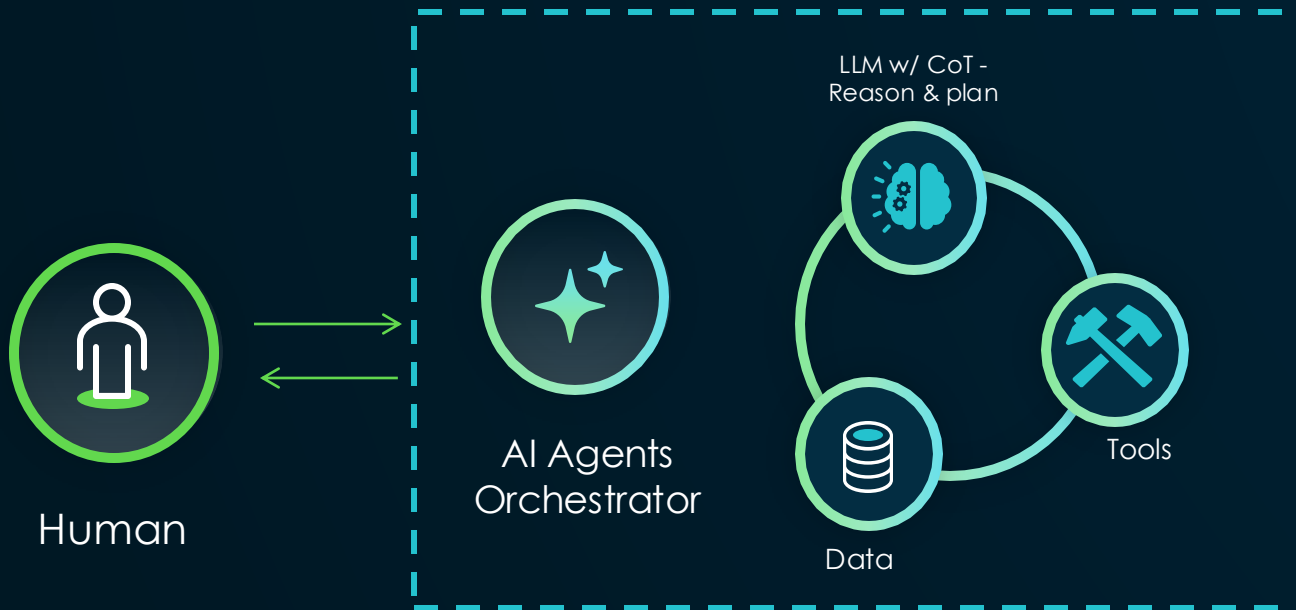 LLM w/ CoT -
Reason & plan
AI Agents
Orchestrator
Tools
Human
Data